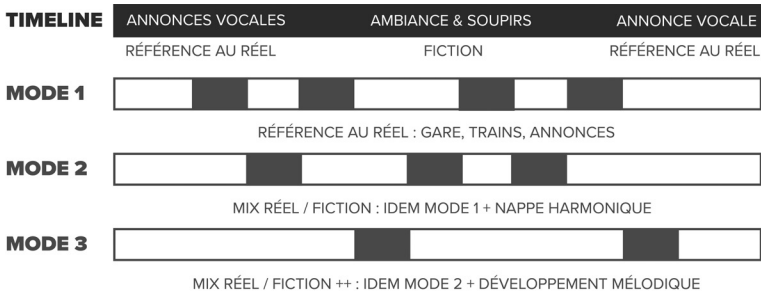 TIMELINE ANNONCES VOCALES AMBIANCE & SOUPIRS ANNONCE VOCALE
RÉFÉRENCE AU RÉEL FICTION RÉFÉRENCE AU RÉEL
MODE 1
RÉFÉRENCE AU RÉEL : GARE, TRAINS, ANNONCES
MODE 2
MIX RÉEL / FICTION : IDEM MODE 1 + NAPPE HARMONIQUE
MODE 3
MIX RÉEL / FICTION ++ : IDEM MODE 2 + DÉVELOPPEMENT MÉLODIQUE